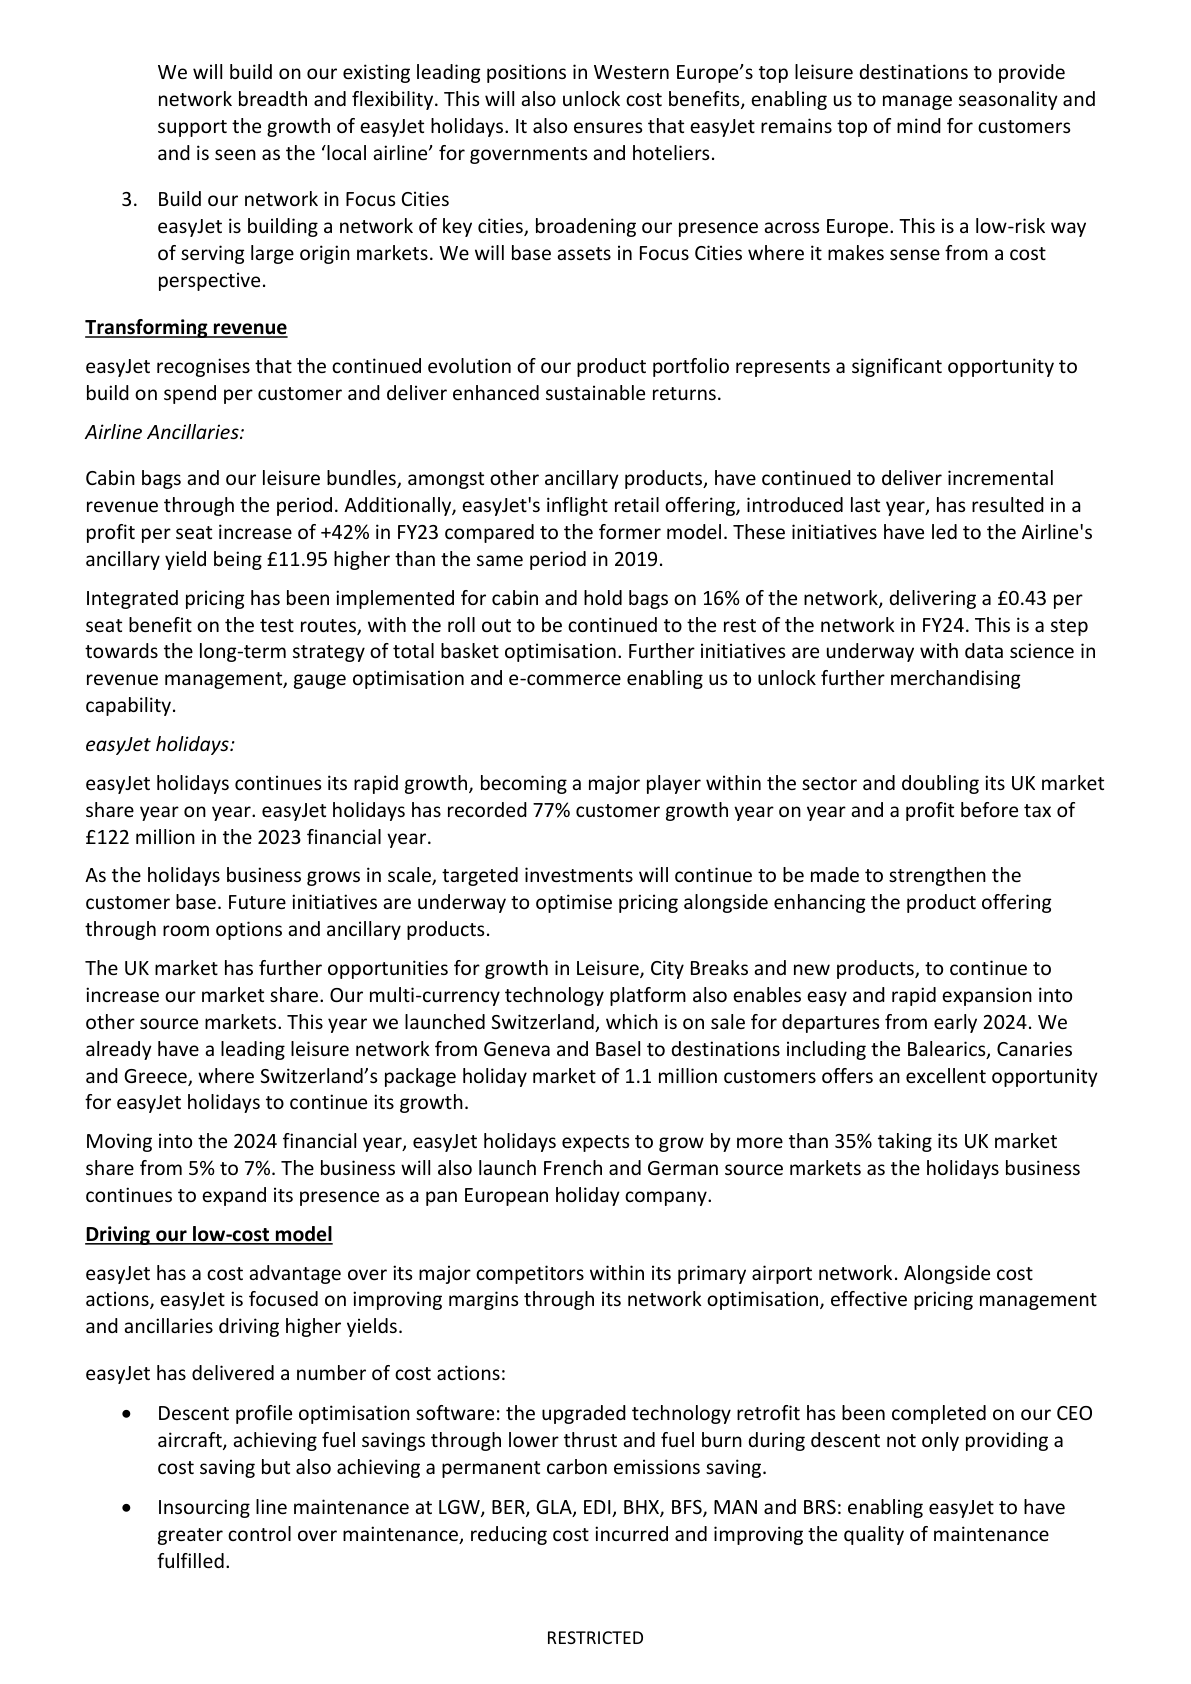 We will build on our existing leading positions in Western Europe’s top leisure destinations to provide
network breadth and flexibility. This will also unlock cost benefits, enabling us to manage seasonality and
support the growth of easyJet holidays. It also ensures that easyJet remains top of mind for customers
and is seen as the ‘local airline’ for governments and hoteliers.
3. Build our network in Focus Cities
easyJet is building a network of key cities, broadening our presence across Europe. This is a low-risk way
of serving large origin markets. We will base assets in Focus Cities where it makes sense from a cost
perspective.
Transforming revenue
easyJet recognises that the continued evolution of our product portfolio represents a significant opportunity to
build on spend per customer and deliver enhanced sustainable returns.
Airline Ancillaries:
Cabin bags and our leisure bundles, amongst other ancillary products, have continued to deliver incremental
revenue through the period. Additionally, easyJet's inflight retail offering, introduced last year, has resulted in a
profit per seat increase of +42% in FY23 compared to the former model. These initiatives have led to the Airline's
ancillary yield being £11.95 higher than the same period in 2019.
Integrated pricing has been implemented for cabin and hold bags on 16% of the network, delivering a £0.43 per
seat benefit on the test routes, with the roll out to be continued to the rest of the network in FY24. This is a step
towards the long-term strategy of total basket optimisation. Further initiatives are underway with data science in
revenue management, gauge optimisation and e-commerce enabling us to unlock further merchandising
capability.
easyJet holidays:
easyJet holidays continues its rapid growth, becoming a major player within the sector and doubling its UK market
share year on year. easyJet holidays has recorded 77% customer growth year on year and a profit before tax of
£122 million in the 2023 financial year.
As the holidays business grows in scale, targeted investments will continue to be made to strengthen the
customer base. Future initiatives are underway to optimise pricing alongside enhancing the product offering
through room options and ancillary products.
The UK market has further opportunities for growth in Leisure, City Breaks and new products, to continue to
increase our market share. Our multi-currency technology platform also enables easy and rapid expansion into
other source markets. This year we launched Switzerland, which is on sale for departures from early 2024. We
already have a leading leisure network from Geneva and Basel to destinations including the Balearics, Canaries
and Greece, where Switzerland’s package holiday market of 1.1 million customers offers an excellent opportunity
for easyJet holidays to continue its growth.
Moving into the 2024 financial year, easyJet holidays expects to grow by more than 35% taking its UK market
share from 5% to 7%. The business will also launch French and German source markets as the holidays business
continues to expand its presence as a pan European holiday company.
Driving our low-cost model
easyJet has a cost advantage over its major competitors within its primary airport network. Alongside cost
actions, easyJet is focused on improving margins through its network optimisation, effective pricing management
and ancillaries driving higher yields.
easyJet has delivered a number of cost actions:
• Descent profile optimisation software: the upgraded technology retrofit has been completed on our CEO
aircraft, achieving fuel savings through lower thrust and fuel burn during descent not only providing a
cost saving but also achieving a permanent carbon emissions saving.
• Insourcing line maintenance at LGW, BER, GLA, EDI, BHX, BFS, MAN and BRS: enabling easyJet to have
greater control over maintenance, reducing cost incurred and improving the quality of maintenance
fulfilled.
RESTRICTED